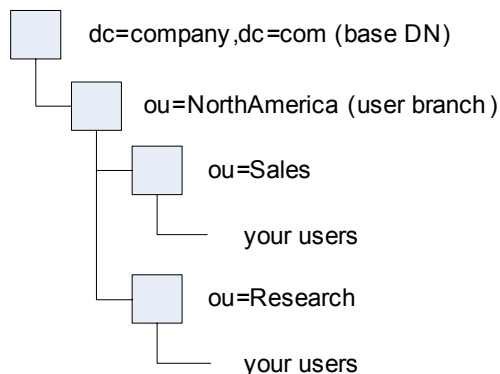 dc=company,dc=com (base DN)
ou=NorthAmerica (user branch)
ou=Sales
your users
ou=Research
your users